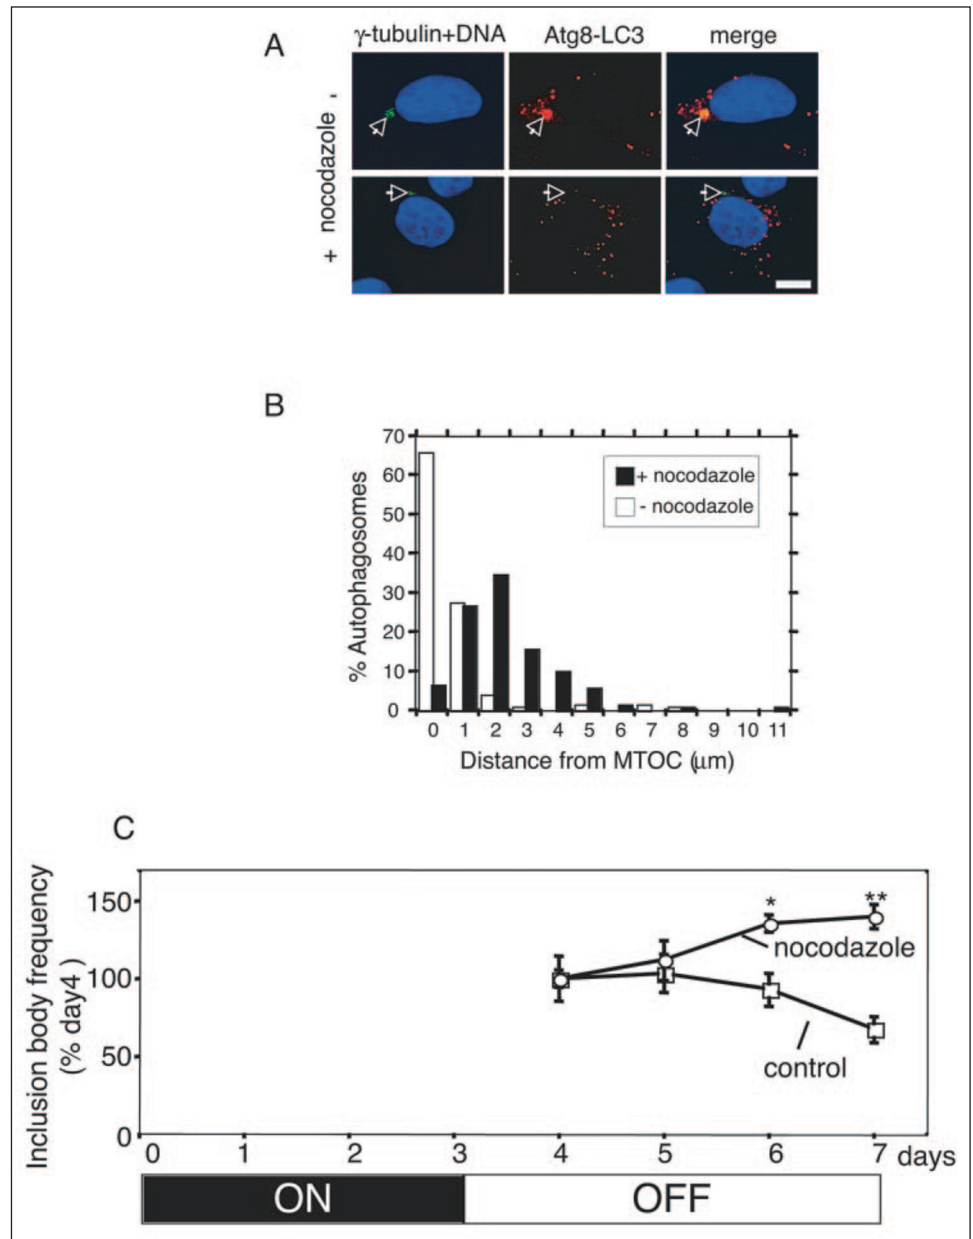 A
γ-tubulin+DNA Atg8-LC3 merge
nocodazole -
+
B
% Autophagosomes
70
60
50
40
30
20
10
0
+ nocodazole
- nocodazole
0 1 2 3 4 5 6 7 8 9 10 11
Distance from MTOC (μm)
C
Inclusion body frequency
(% day4 )
150
100
50
0
* **
nocodazole
control
0 1 2 3 4 5 6 7 days
ON OFF